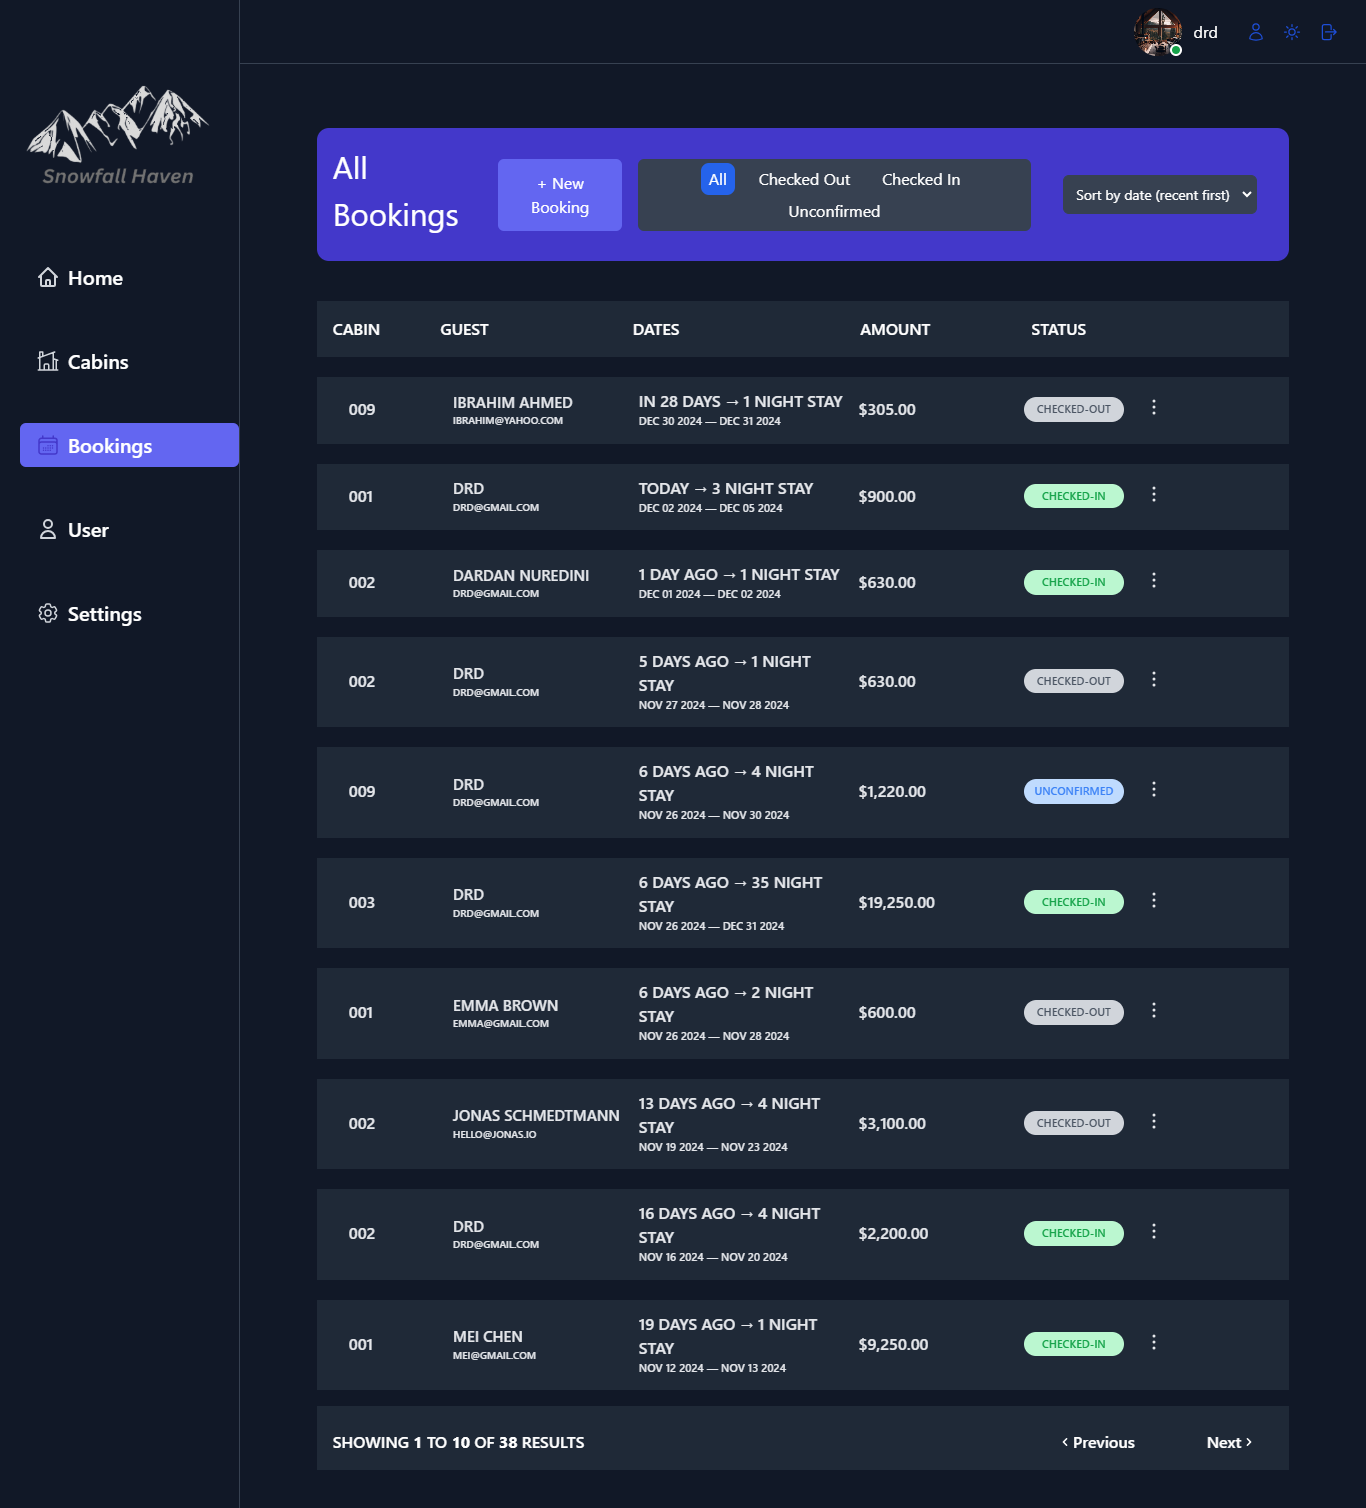 drd
Snowfall Haven
Home
Cabins
Bookings
User
Settings
All
Bookings
+ New
Booking
All
Checked Out
Checked In
Unconfirmed
Sort by date (recent first)
CABIN GUEST DATES AMOUNT STATUS
009
IBRAHIM AHMED
IBRAHIM@YAHOO.COM
IN 28 DAYS → 1 NIGHT STAY
DEC 30 2024 — DEC 31 2024
$305.00
CHECKED-OUT
001
DRD
DRD@GMAIL.COM
TODAY → 3 NIGHT STAY
DEC 02 2024 — DEC 05 2024
$900.00
CHECKED-IN
002
DARDAN NUREDINI
DRD@GMAIL.COM
1 DAY AGO → 1 NIGHT STAY
DEC 01 2024 — DEC 02 2024
$630.00
CHECKED-IN
002
DRD
DRD@GMAIL.COM
5 DAYS AGO → 1 NIGHT
STAY
NOV 27 2024 — NOV 28 2024
$630.00
CHECKED-OUT
009
DRD
DRD@GMAIL.COM
6 DAYS AGO → 4 NIGHT
STAY
NOV 26 2024 — NOV 30 2024
$1,220.00
UNCONFIRMED
003
DRD
DRD@GMAIL.COM
6 DAYS AGO → 35 NIGHT
STAY
NOV 26 2024 — DEC 31 2024
$19,250.00
CHECKED-IN
001
EMMA BROWN
EMMA@GMAIL.COM
6 DAYS AGO → 2 NIGHT
STAY
NOV 26 2024 — NOV 28 2024
$600.00
CHECKED-OUT
002
JONAS SCHMEDTMANN
HELLO@JONAS.IO
13 DAYS AGO → 4 NIGHT
STAY
NOV 19 2024 — NOV 23 2024
$3,100.00
CHECKED-OUT
002
DRD
DRD@GMAIL.COM
16 DAYS AGO → 4 NIGHT
STAY
NOV 16 2024 — NOV 20 2024
$2,200.00
CHECKED-IN
001
MEI CHEN
MEI@GMAIL.COM
19 DAYS AGO → 1 NIGHT
STAY
NOV 12 2024 — NOV 13 2024
$9,250.00
CHECKED-IN
SHOWING 1 TO 10 OF 38 RESULTS
‹ Previous
Next ›